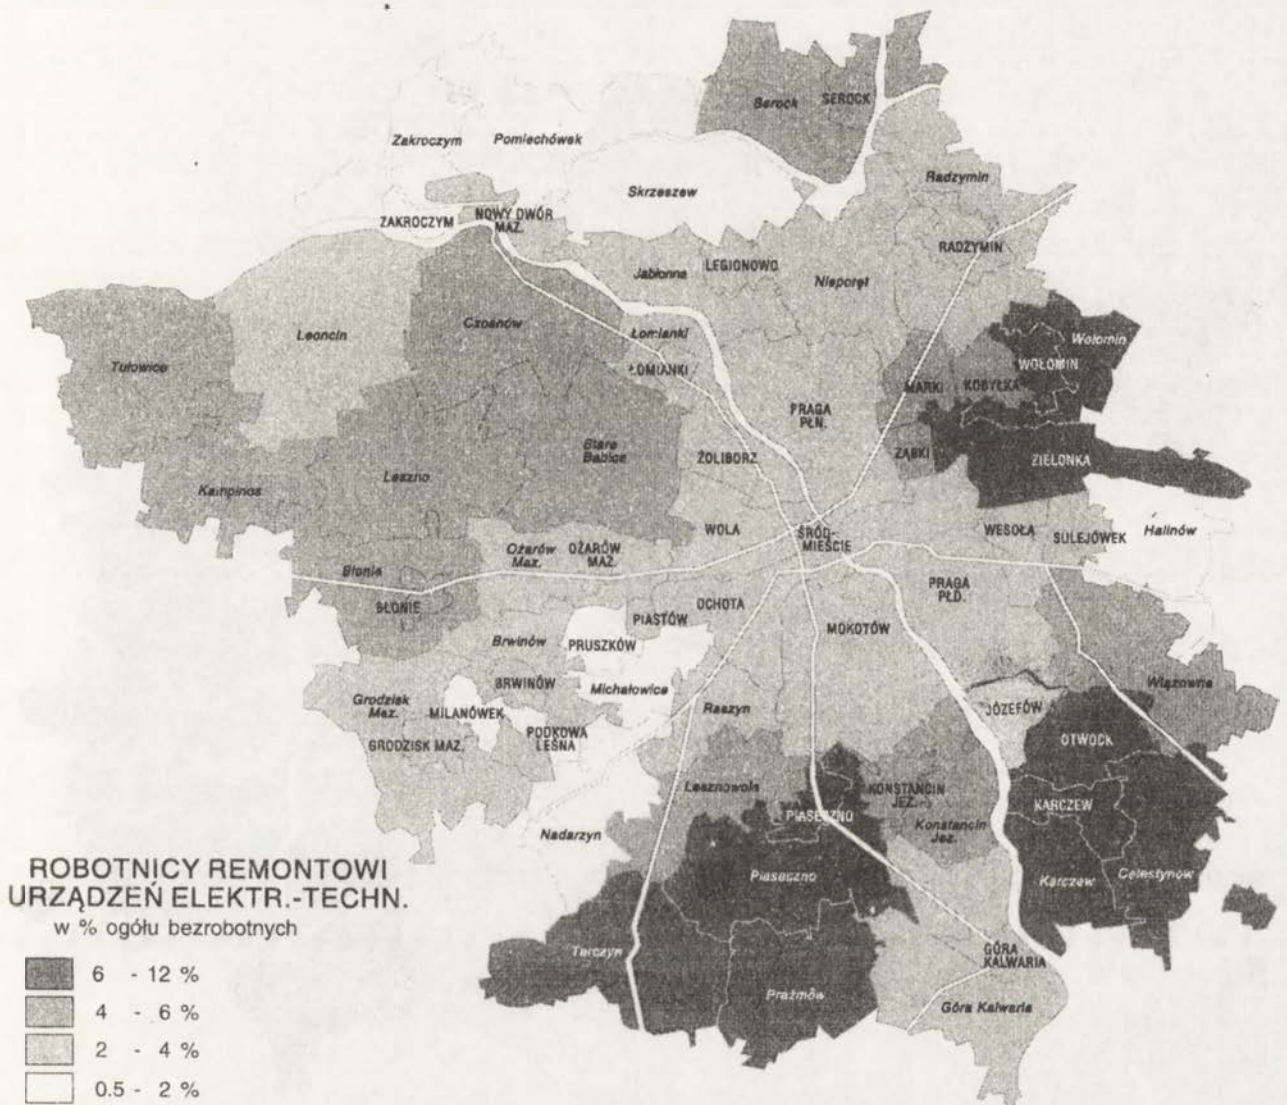 Serock SEROCK
Zakroczym Pomiechówek
Radzymin
Skrzeszew
ZAKROCZYM NOWY DWÓR
MAZ.
RADZYMIN
Jabłonna LEGIONOWO
Nieporęt
Leoncin
Czosnów
Łomianki
Wołomin
Tułowice
ŁOMIANKI
WOŁOMIN
MARKI KOBYŁKA
PRAGA
PŁN.
Stare
Babice
ŻOLIBORZ
ZĄBKI
ZIELONKA
Leszno
Kampinos
WOLA
ŚRÓD-
MIEŚCIE
WESOŁA
SULEJÓWEK
Halinów
Ożarów
Maz.
OŻARÓW
MAZ.
Błonie
BŁONIE
PRAGA
PŁD.
OCHOTA
PIASTÓW
MOKOTÓW
Brwinów
PRUSZKÓW
BRWINÓW
Michałowice
Wiązowna
Grodzisk
Maz.
MILANÓWEK
Raszyn
JÓZEFÓW
PODKOWA
LEŚNA
GRODZISK MAZ.
OTWOCK
Lesznowola
KONSTANCIN
JEZ.
PIASECZNO
KARCZEW
Konstancin
Jez.
Nadarzyn
Piaseczno
Karczew
Celestynów
Tarczyn
GÓRA
KALWARIA
Prażmów
Góra Kalwaria
ROBOTNICY REMONTOWI
URZĄDZEŃ ELEKTR.-TECHN.
w % ogółu bezrobotnych
6 - 12 %
4 - 6 %
2 - 4 %
0.5 - 2 %